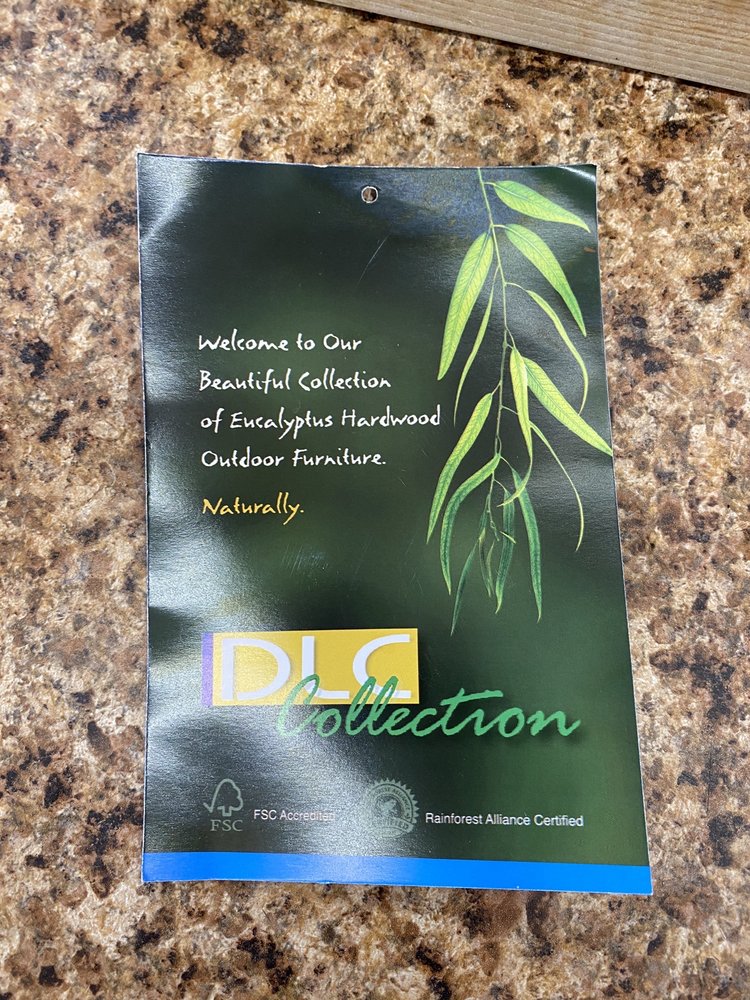 Welcome to Our
Beautiful Collection
of Eucalyptus Hardwood
Outdoor Furniture.
Naturally.
DLC
Collection
FSC
FSC Accredited
Rainforest Alliance Certified